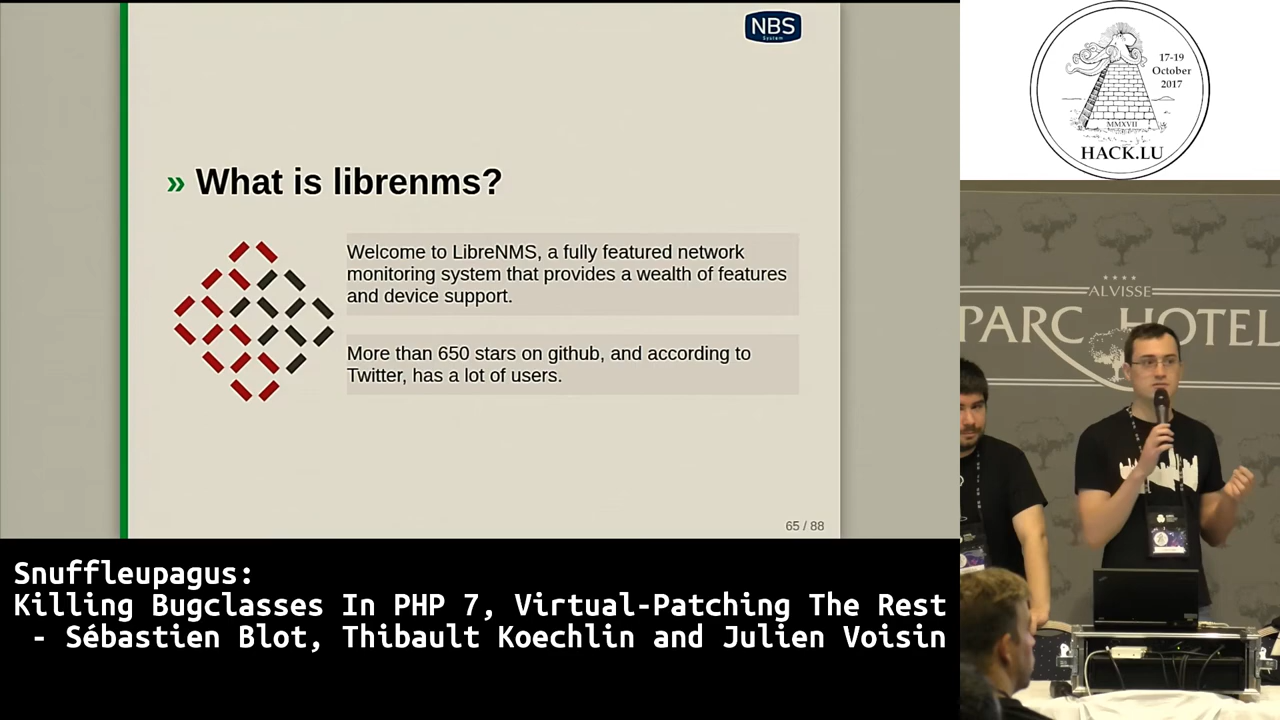 NBS
System
» What is librenms?
Welcome to LibreNMS, a fully featured network
monitoring system that provides a wealth of features
and device support.
More than 650 stars on github, and according to
Twitter, has a lot of users.
65 / 88
17-19
October
2017
MMXVII
HACK.LU
ALVISSE
PARC HOTEL
Snuffleupagus:
Killing Bugclasses In PHP 7, Virtual-Patching The Rest
- Sébastien Blot, Thibault Koechlin and Julien Voisin